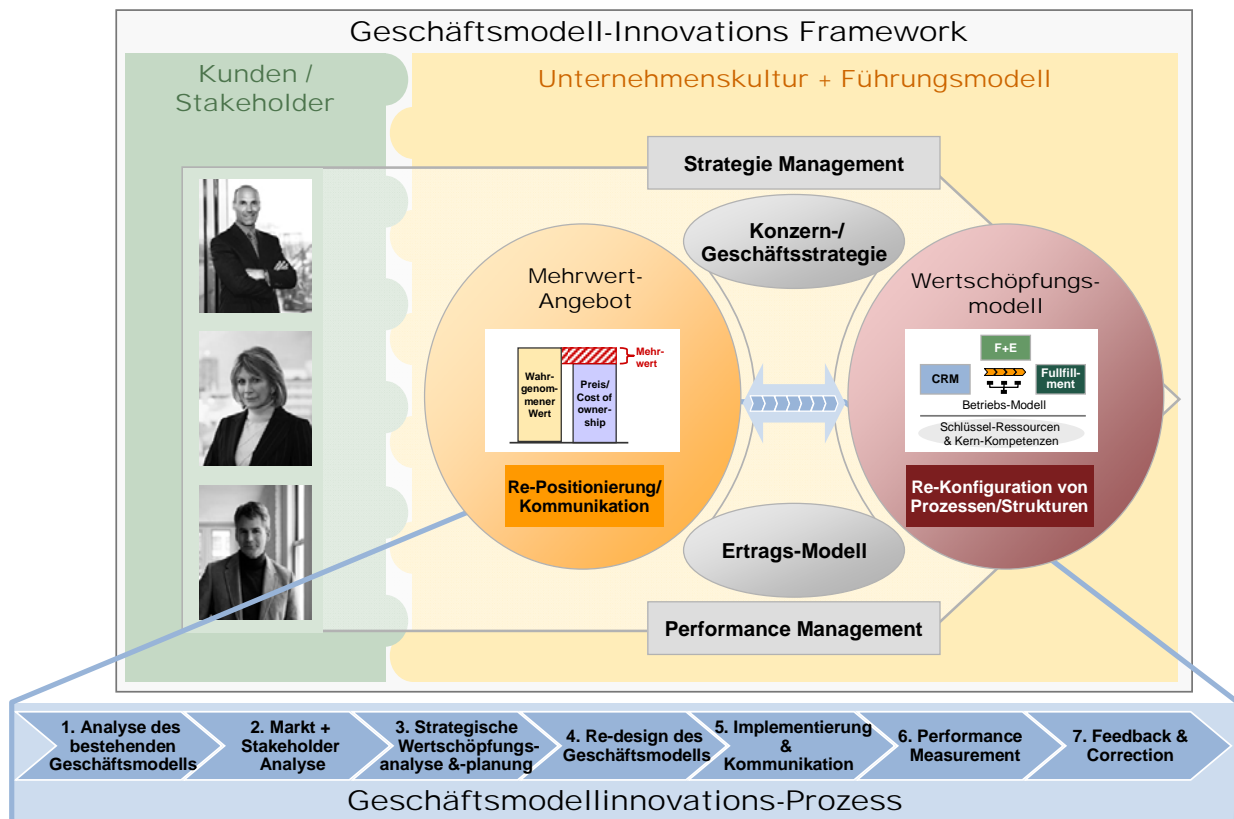 Geschäftsmodell-Innovations Framework
Kunden /
Stakeholder
Unternehmenskultur + Führungsmodell
Strategie Management
Konzern-/
Geschäftsstrategie
Mehrwert-
Angebot
Mehr-
wert
Wahr-
genom-
mener
Wert
Preis/
Cost of
owner-
ship
Re-Positionierung/
Kommunikation
Wertschöpfungs-
modell
F+E
CRM
Fullfill-
ment
Betriebs-Modell
Schlüssel-Ressourcen
& Kern-Kompetenzen
Re-Konfiguration von
Prozessen/Strukturen
Ertrags-Modell
Performance Management
1. Analyse des
bestehenden
Geschäftsmodells
2. Markt +
Stakeholder
Analyse
3. Strategische
Wertschöpfungs-
analyse &-planung
4. Re-design des
Geschäftsmodells
5. Implementierung
&
Kommunikation
6. Performance
Measurement
7. Feedback &
Correction
Geschäftsmodellinnovations-Prozess